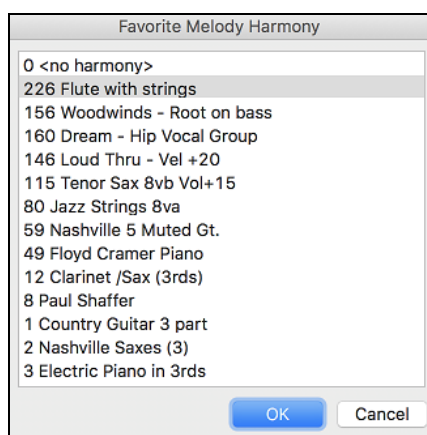 Favorite Melody Harmony
0 <no harmony>
226 Flute with strings
156 Woodwinds - Root on bass
160 Dream - Hip Vocal Group
146 Loud Thru - Vel +20
115 Tenor Sax 8vb Vol+15
80 Jazz Strings 8va
59 Nashville 5 Muted Gt.
49 Floyd Cramer Piano
12 Clarinet /Sax (3rds)
8 Paul Shaffer
1 Country Guitar 3 part
2 Nashville Saxes (3)
3 Electric Piano in 3rds
OK Cancel